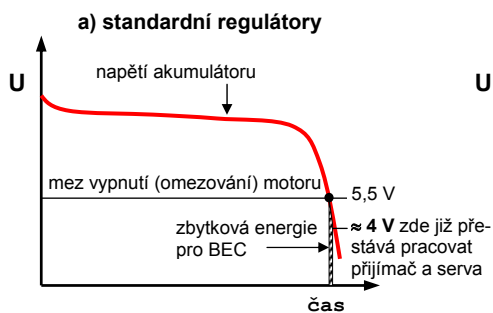 a) standardní regulátory
U
napětí akumulátoru
U
mez vypnutí (omezování) motoru
5,5 V
zbytková energie
pro BEC
≈ 4 V zde již pře-
stává pracovat
přijímač a serva
čas